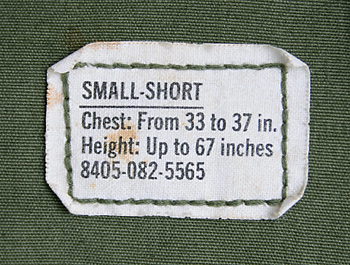 SMALL-SHORT
Chest: From 33 to 37 in.
Height: Up to 67 inches
8405-082-5565